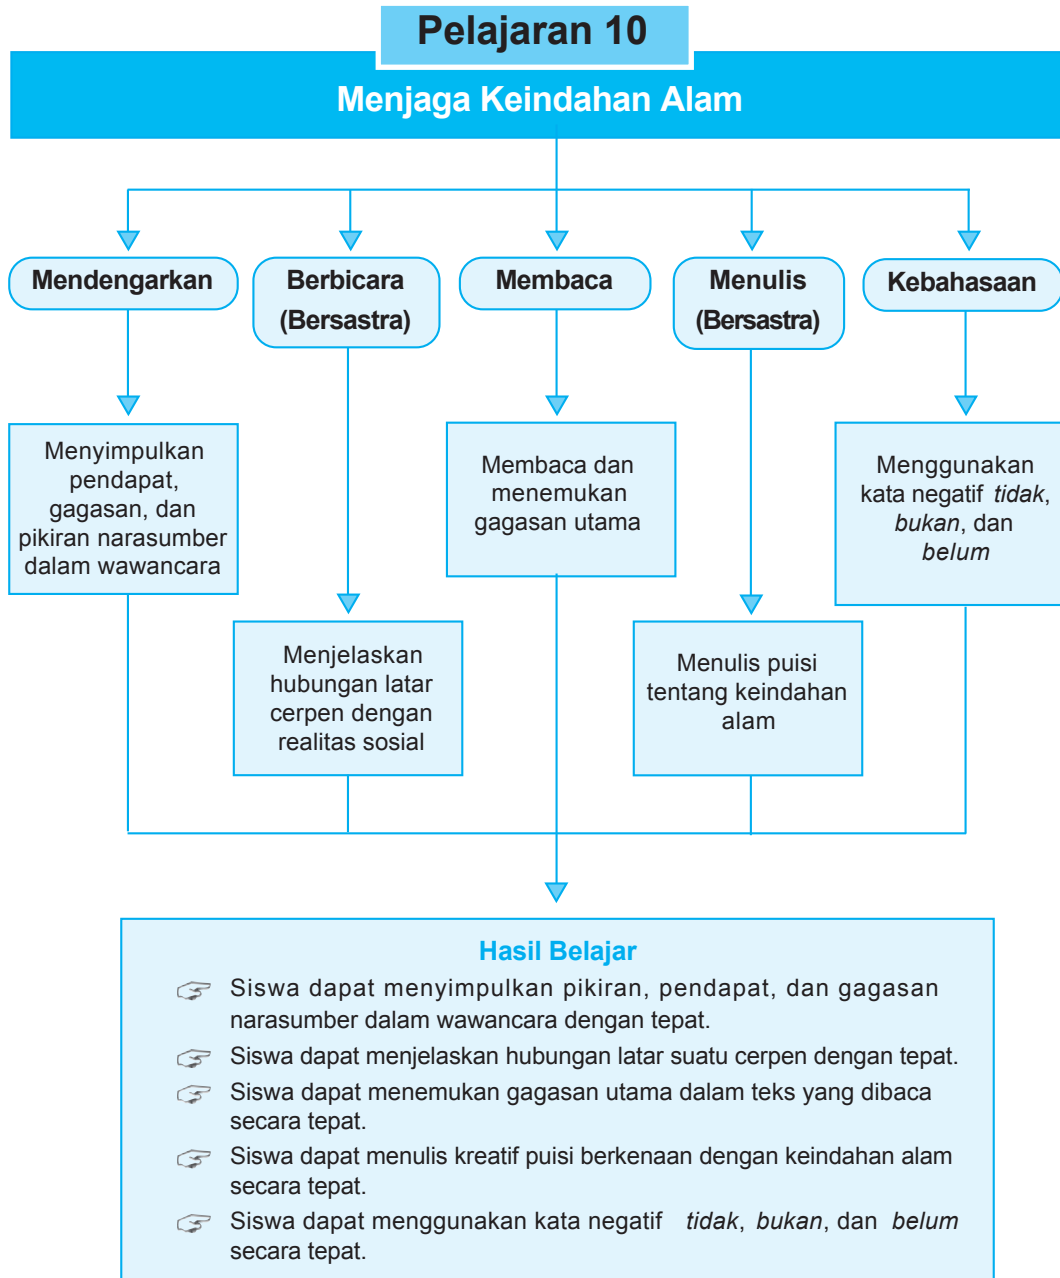 Pelajaran 10
Menjaga Keindahan Alam
Mendengarkan
Berbicara
(Bersastra)
Membaca
Menulis
(Bersastra)
Kebahasaan
Menyimpulkan
pendapat,
gagasan, dan
pikiran narasumber
dalam wawancara
Menjelaskan
hubungan latar
cerpen dengan
realitas sosial
Membaca dan
menemukan
gagasan utama
Menulis puisi
tentang keindahan
alam
Menggunakan
kata negatif tidak,
bukan, dan
belum
Hasil Belajar
Siswa dapat menyimpulkan pikiran, pendapat, dan gagasan
narasumber dalam wawancara dengan tepat.
Siswa dapat menjelaskan hubungan latar suatu cerpen dengan tepat.
Siswa dapat menemukan gagasan utama dalam teks yang dibaca
secara tepat.
Siswa dapat menulis kreatif puisi berkenaan dengan keindahan alam
secara tepat.
Siswa dapat menggunakan kata negatif tidak, bukan, dan belum
secara tepat.